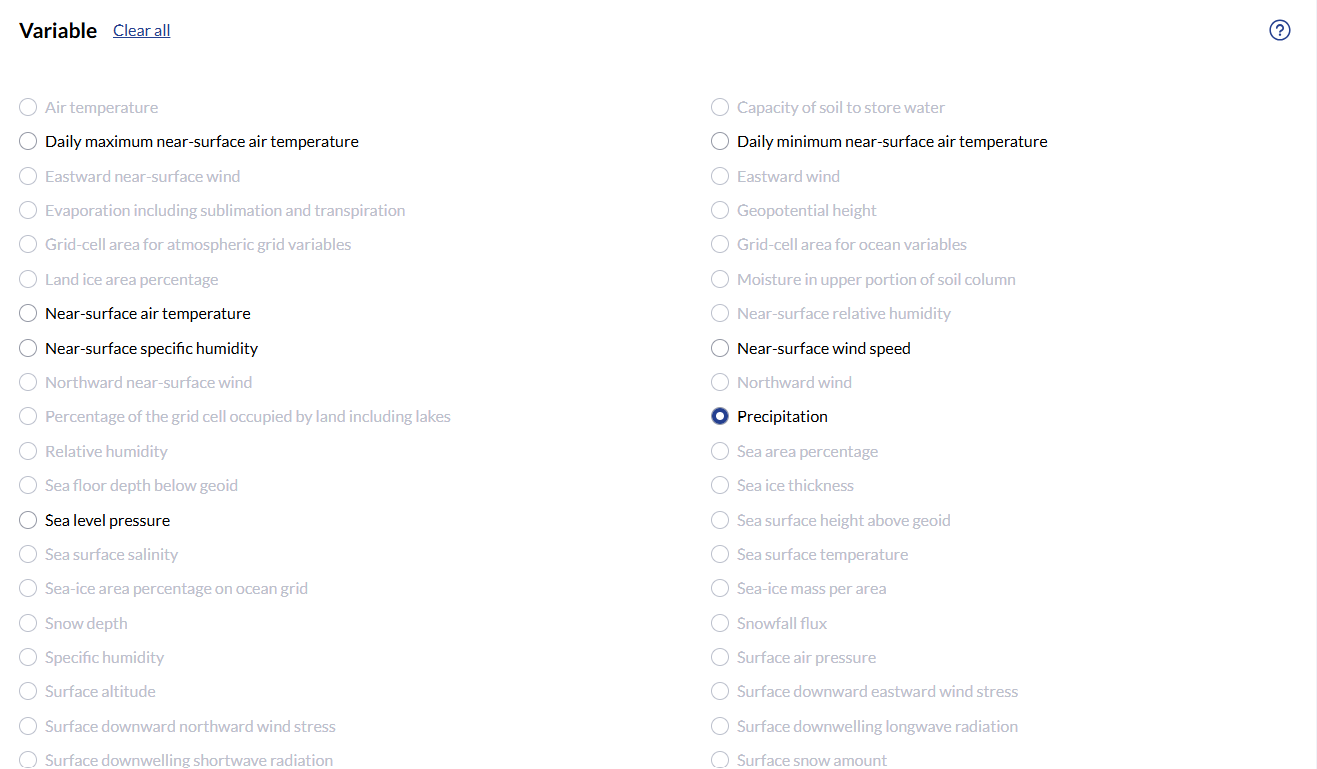 Variable Clear all
Air temperature
Capacity of soil to store water
Daily maximum near-surface air temperature
Daily minimum near-surface air temperature
Eastward near-surface wind
Eastward wind
Evaporation including sublimation and transpiration
Geopotential height
Grid-cell area for atmospheric grid variables
Grid-cell area for ocean variables
Land ice area percentage
Moisture in upper portion of soil column
Near-surface air temperature
Near-surface relative humidity
Near-surface specific humidity
Near-surface wind speed
Northward near-surface wind
Northward wind
Percentage of the grid cell occupied by land including lakes
Precipitation
Relative humidity
Sea area percentage
Sea floor depth below geoid
Sea ice thickness
Sea level pressure
Sea surface height above geoid
Sea surface salinity
Sea surface temperature
Sea-ice area percentage on ocean grid
Sea-ice mass per area
Snow depth
Snowfall flux
Specific humidity
Surface air pressure
Surface altitude
Surface downward eastward wind stress
Surface downward northward wind stress
Surface downwelling longwave radiation
Surface downwelling shortwave radiation
Surface snow amount